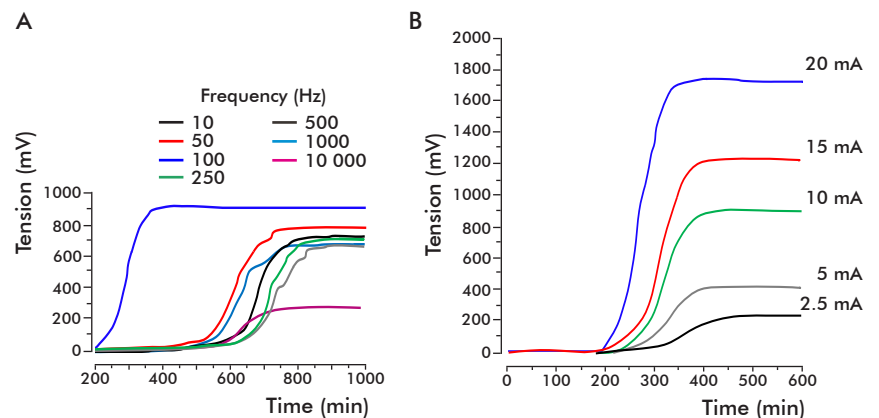 A
Frequency (Hz)
10 500
50 1000
100 10 000
250
Tension (mV)
1000
800
600
400
200
0
200 400 600 800 1000
Time (min)
B
Tension (mV)
2000
1800
1600
1400
1200
1000
800
600
400
200
0
20 mA
15 mA
10 mA
5 mA
2.5 mA
0 100 200 300 400 500 600
Time (min)